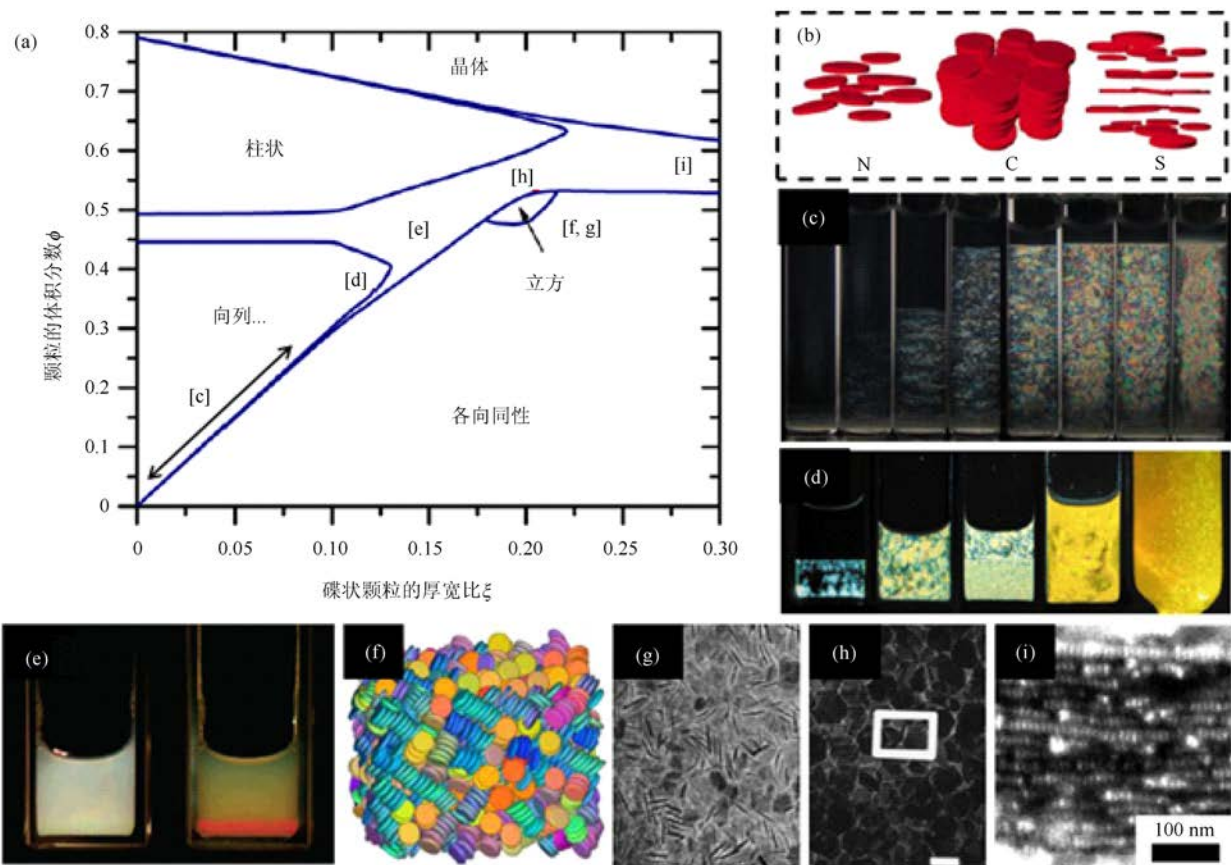 (a)
0.8
0.7
0.6
0.5
0.4
0.3
0.2
0.1
0
颗粒的体积分数ϕ
晶体
柱状
[i]
[h]
[e]
[f, g]
[d]
立方
向列...
[c]
各向同性
0
0.05
0.10
0.15
0.20
0.25
0.30
碟状颗粒的厚宽比ξ
(b)
N
C
S
(c)
(d)
(e)
(f)
(g)
(h)
(i)
100 nm